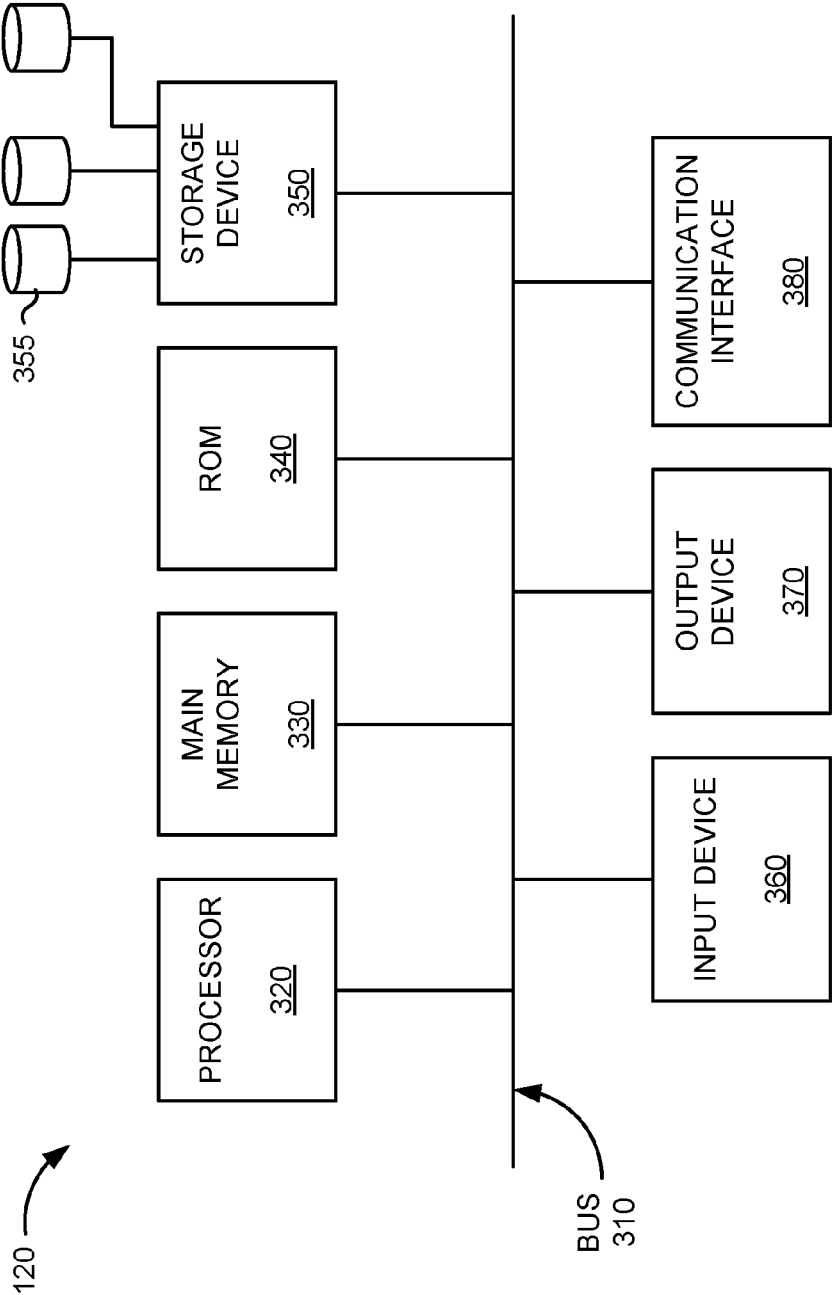 120
355
PROCESSOR
320
MAIN
MEMORY
330
ROM
340
STORAGE
DEVICE
350
BUS
310
INPUT DEVICE
360
OUTPUT
DEVICE
370
COMMUNICATION
INTERFACE
380